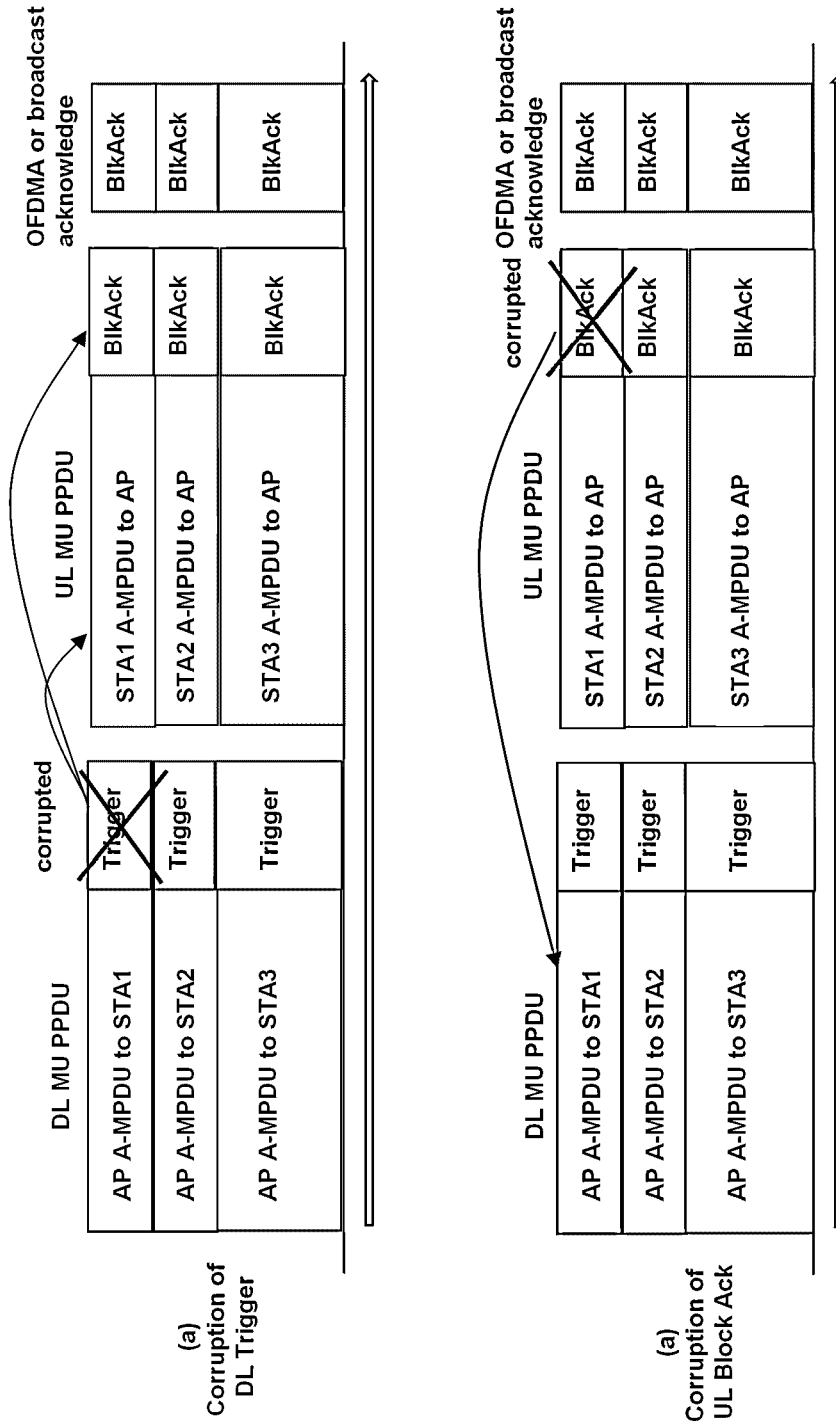 DL MU PPDU
corrupted
UL MU PPDU
OFDMA or broadcast
acknowledge
AP A-MPDU to STA1
Trigger
STA1 A-MPDU to AP
BlkAck
BlkAck
AP A-MPDU to STA2
Trigger
STA2 A-MPDU to AP
BlkAck
BlkAck
AP A-MPDU to STA3
Trigger
STA3 A-MPDU to AP
BlkAck
BlkAck
(a)
Corruption of
DL Trigger
DL MU PPDU
UL MU PPDU
corrupted
OFDMA or broadcast
acknowledge
AP A-MPDU to STA1
Trigger
STA1 A-MPDU to AP
BlkAck
BlkAck
AP A-MPDU to STA2
Trigger
STA2 A-MPDU to AP
BlkAck
BlkAck
AP A-MPDU to STA3
Trigger
STA3 A-MPDU to AP
BlkAck
BlkAck
(a)
Corruption of
UL Block Ack